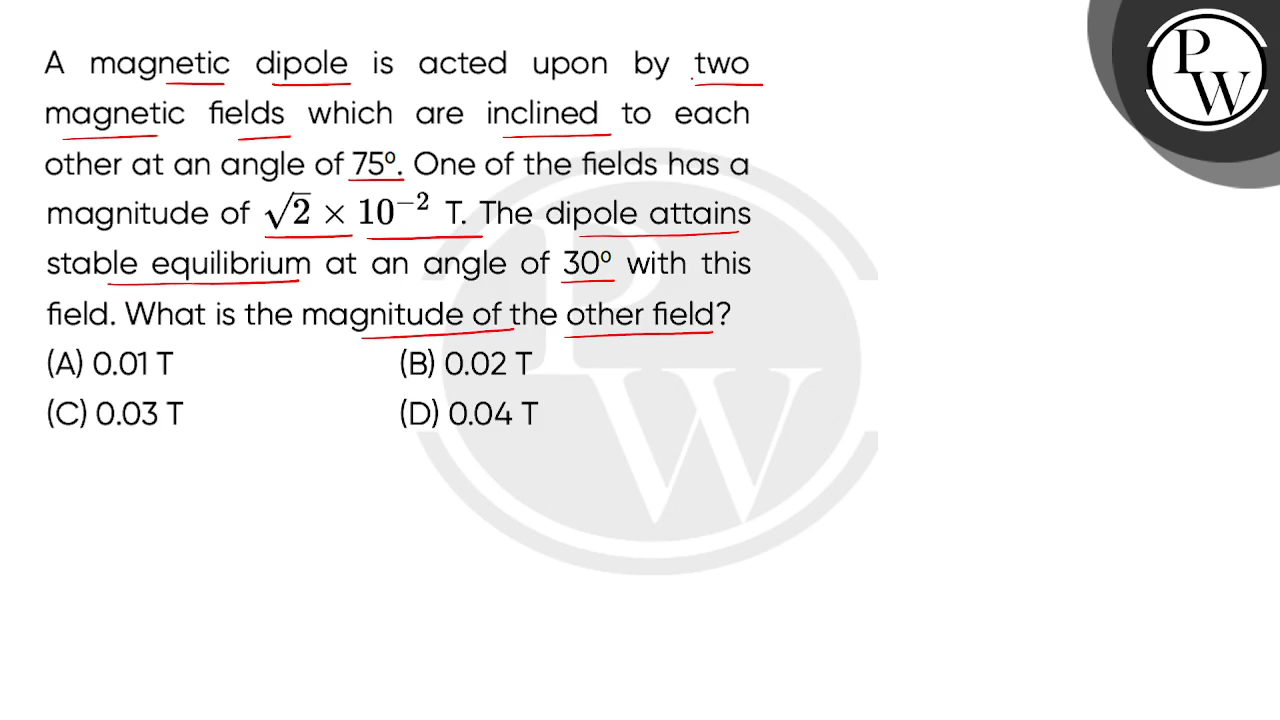 A magnetic dipole is acted upon by two
magnetic fields which are inclined to each
other at an angle of 75º. One of the fields has a
magnitude of √2 × 10⁻² T. The dipole attains
stable equilibrium at an angle of 30º with this
field. What is the magnitude of the other field?
(A) 0.01 T (B) 0.02 T
(C) 0.03 T (D) 0.04 T
PW
PW